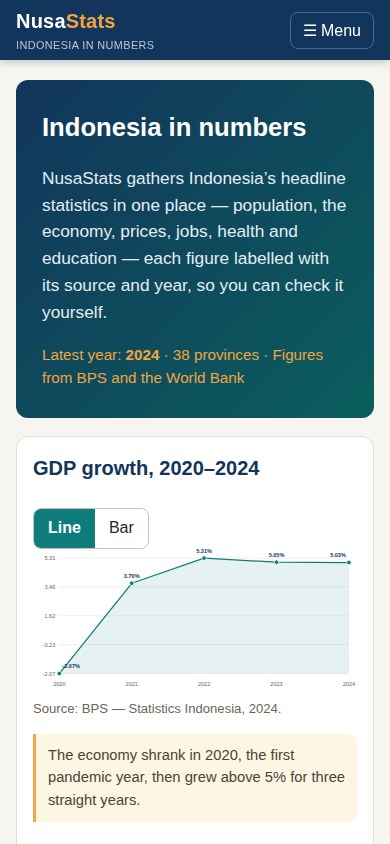 NusaStats
INDONESIA IN NUMBERS
☰ Menu
Indonesia in numbers
NusaStats gathers Indonesia’s headline
statistics in one place — population, the
economy, prices, jobs, health and
education — each figure labelled with
its source and year, so you can check it
yourself.
Latest year: 2024 · 38 provinces · Figures
from BPS and the World Bank
GDP growth, 2020–2024
Line Bar
5.31
3.46
1.62
-0.23
-2.07
-2.07%
3.70%
5.31%
5.05%
5.03%
2020 2021 2022 2023 2024
Source: BPS — Statistics Indonesia, 2024.
The economy shrank in 2020, the first
pandemic year, then grew above 5% for three
straight years.